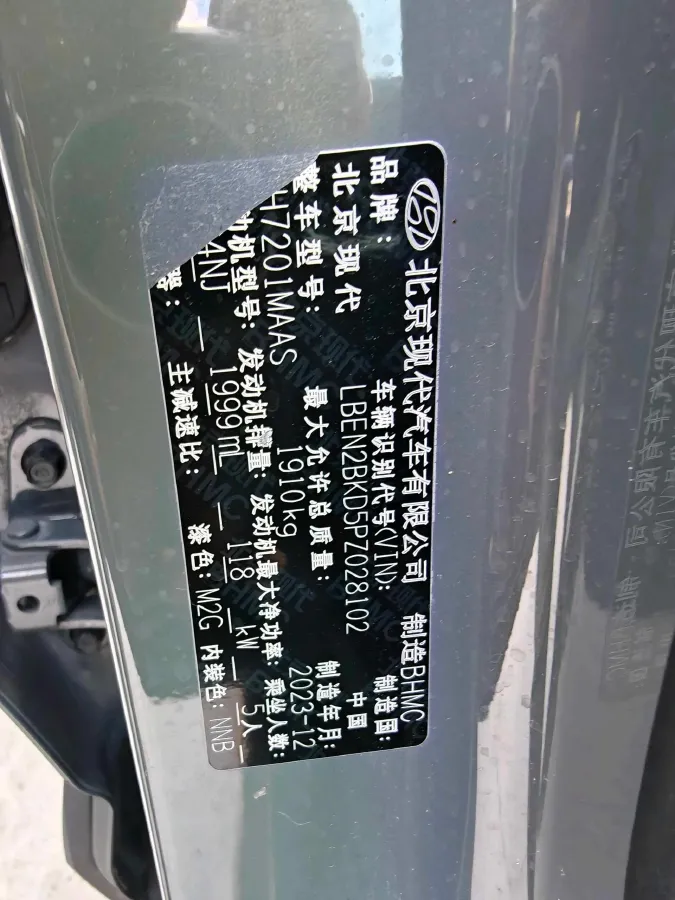 北京现代汽车有限公司 制造BHMC
品牌: 车辆识别代号(VIN): 制造国:
北京现代 LBEN2BKD5PZ028102 中国
整车型号: 最大允许总质量: 制造年月:
H7201MAAS 1910kg 2023-12
动机型号: 发动机排量: 发动机最大净功率: 乘坐人数:
4NJ 1999ml 118 kW 5人
器: 主减速比: 漆色: M2G 内装色: NNB